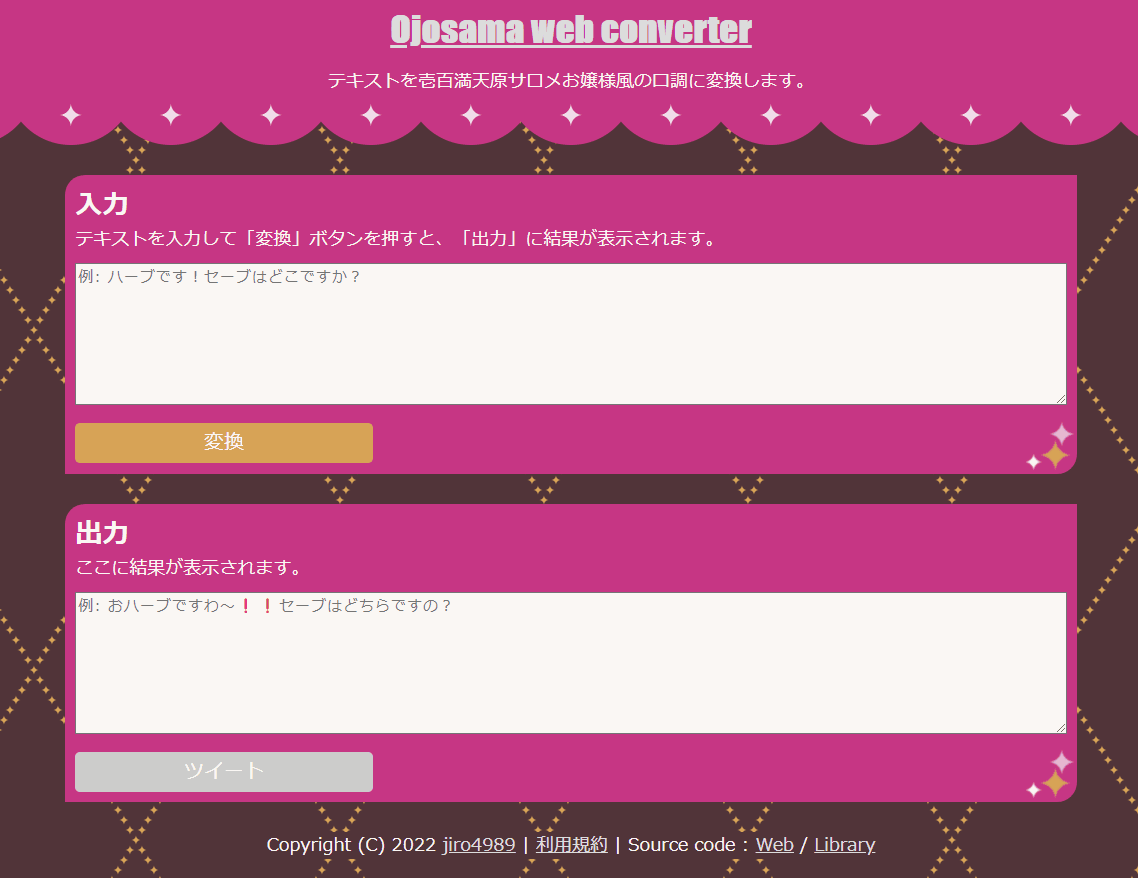 Ojosama web converter
テキストを壱百満天原サロメお嬢様風の口調に変換します。
入力
テキストを入力して「変換」ボタンを押すと、「出力」に結果が表示されます。
例: ハーブです！セーブはどこですか？
変換
出力
ここに結果が表示されます。
例: おハーブですわ～❗❗セーブはどちらですの？
ツイート
Copyright (C) 2022 jiro4989 | 利用規約 | Source code : Web / Library